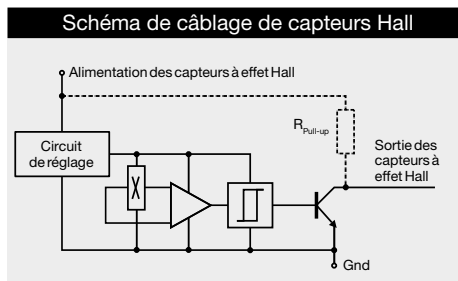 Schéma de câblage de capteurs Hall
Alimentation des capteurs à effet Hall
Circuit
de réglage
R Pull-up
Sortie des
capteurs à
effet Hall
Gnd